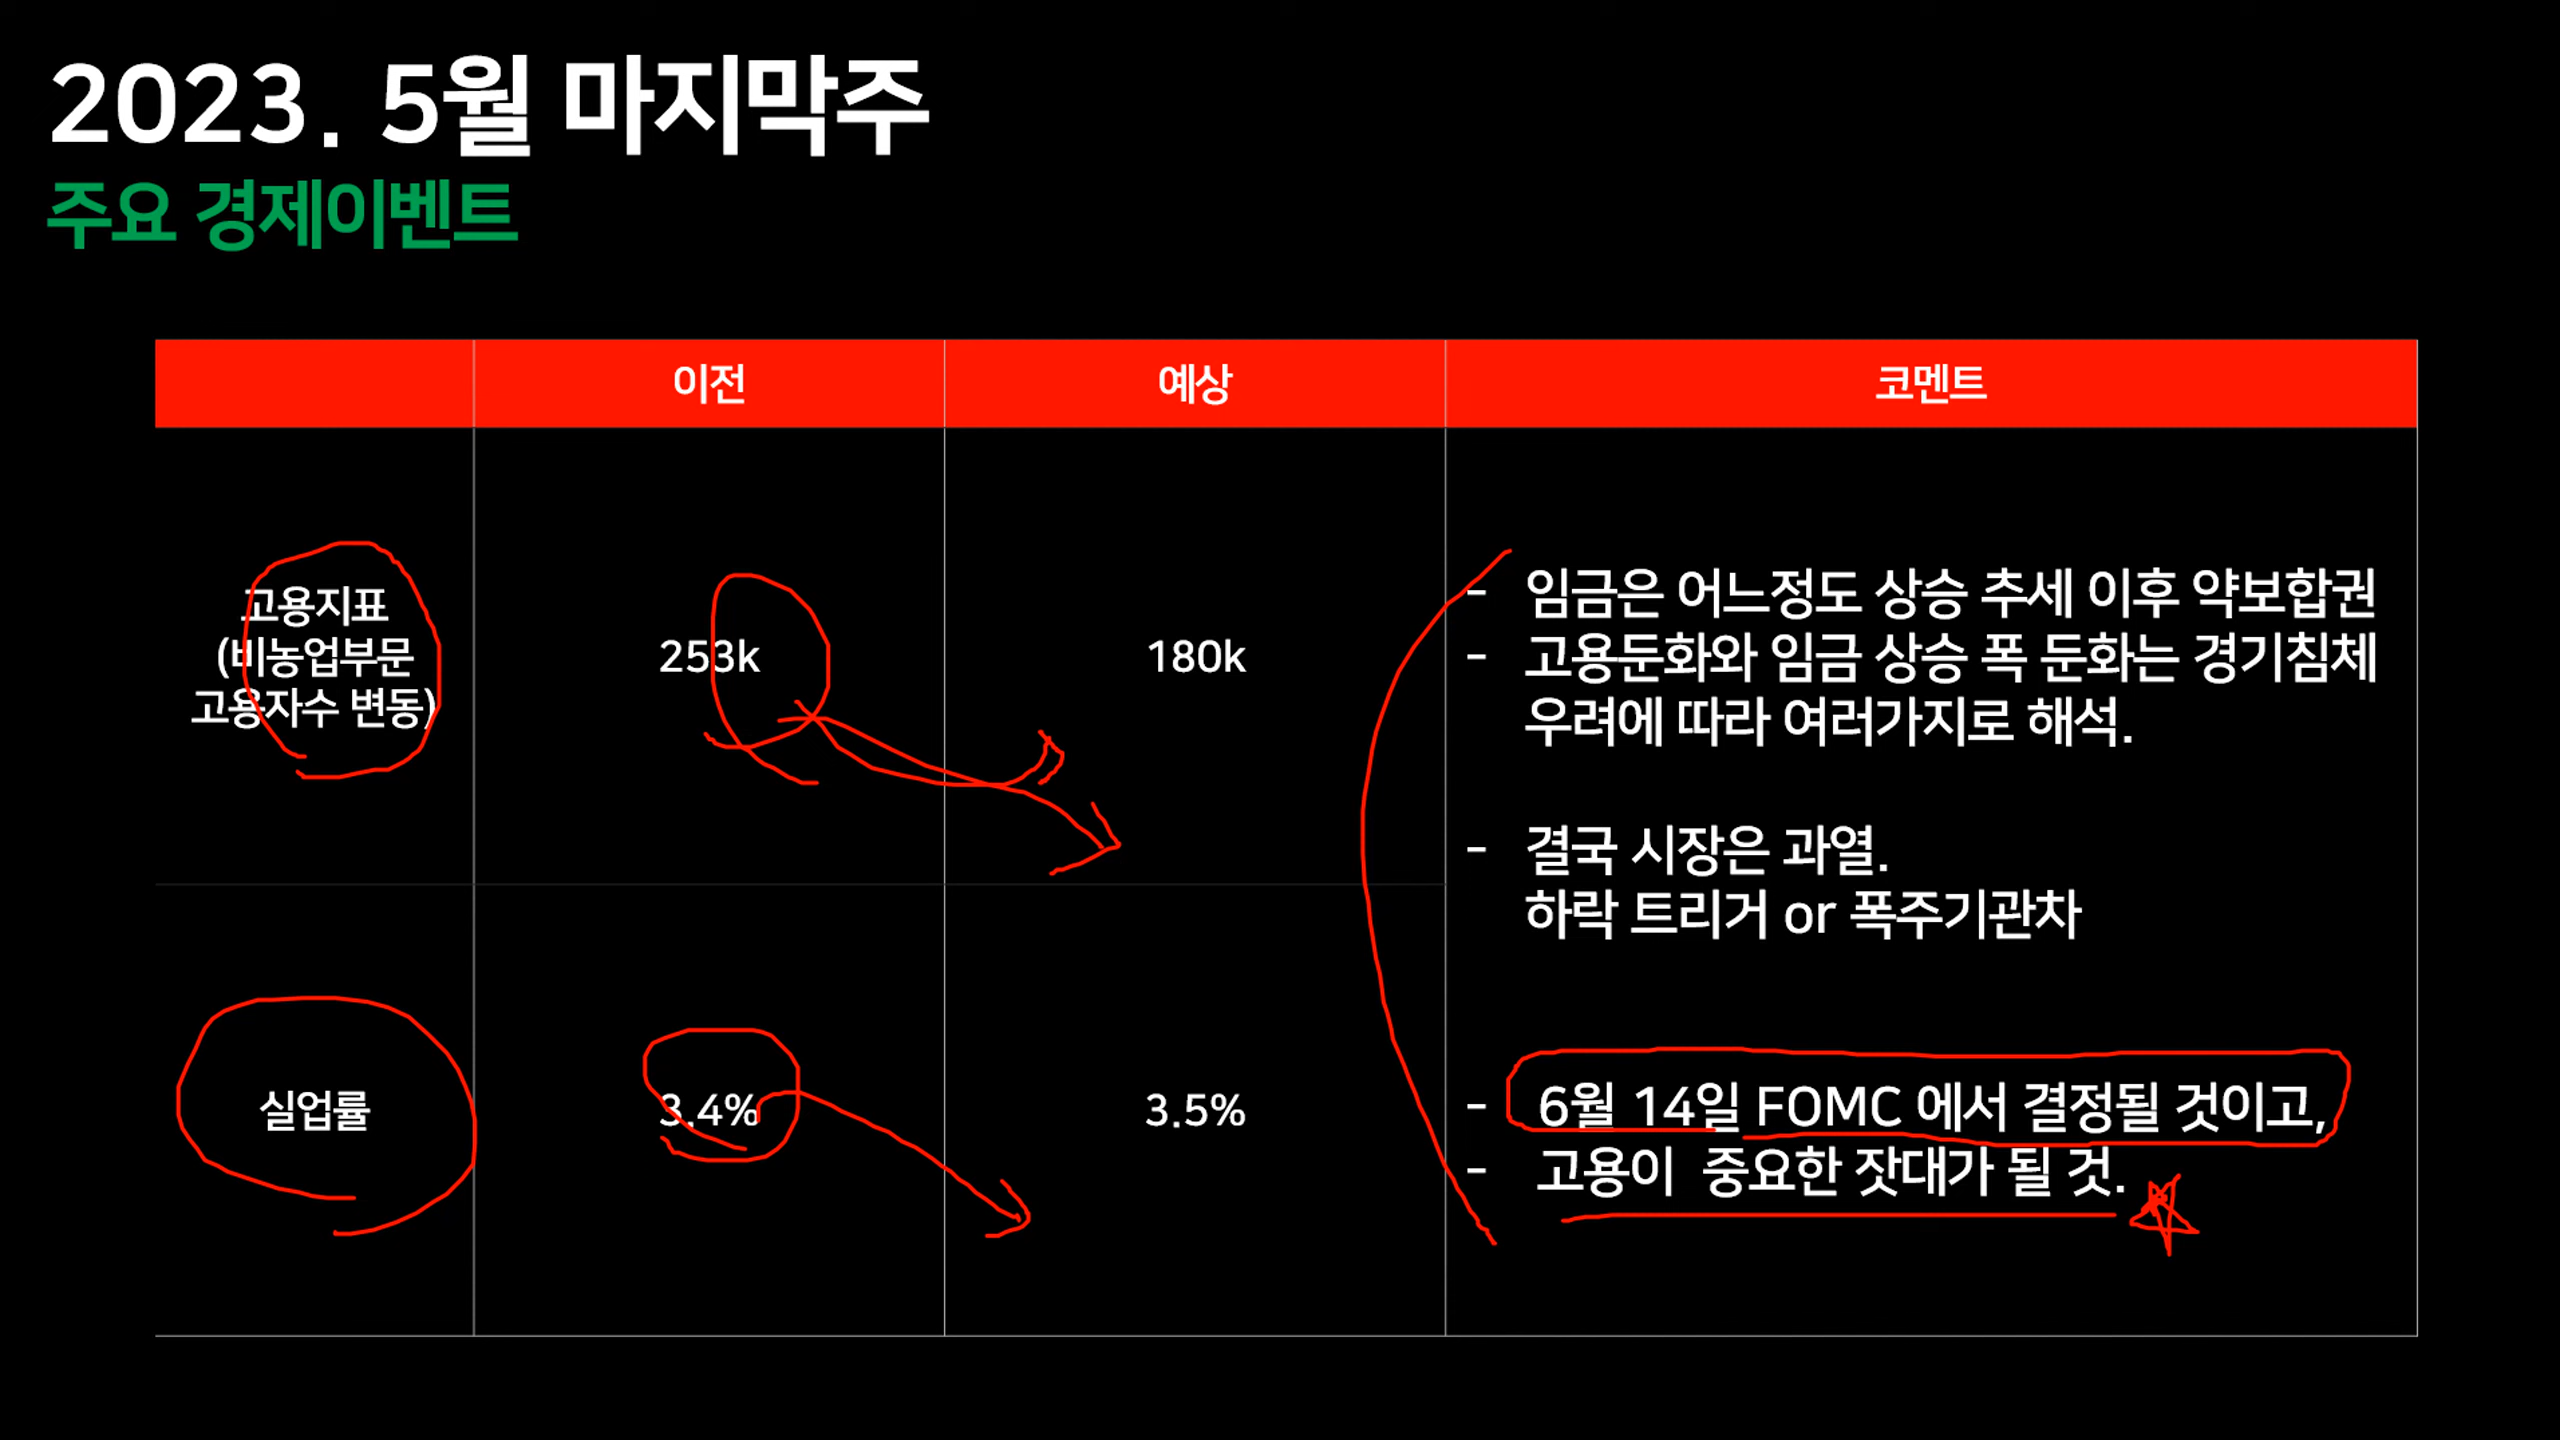 2023. 5월 마지막주
주요 경제이벤트
이전
예상
코멘트
고용지표
(비농업부문
고용자수 변동)
253k
180k
- 임금은 어느정도 상승 추세 이후 약보합권
- 고용둔화와 임금 상승 폭 둔화는 경기침체
우려에 따라 여러가지로 해석.
- 결국 시장은 과열.
하락 트리거 or 폭주기관차
실업률
3.4%
3.5%
- 6월 14일 FOMC 에서 결정될 것이고,
- 고용이 중요한 잣대가 될 것.